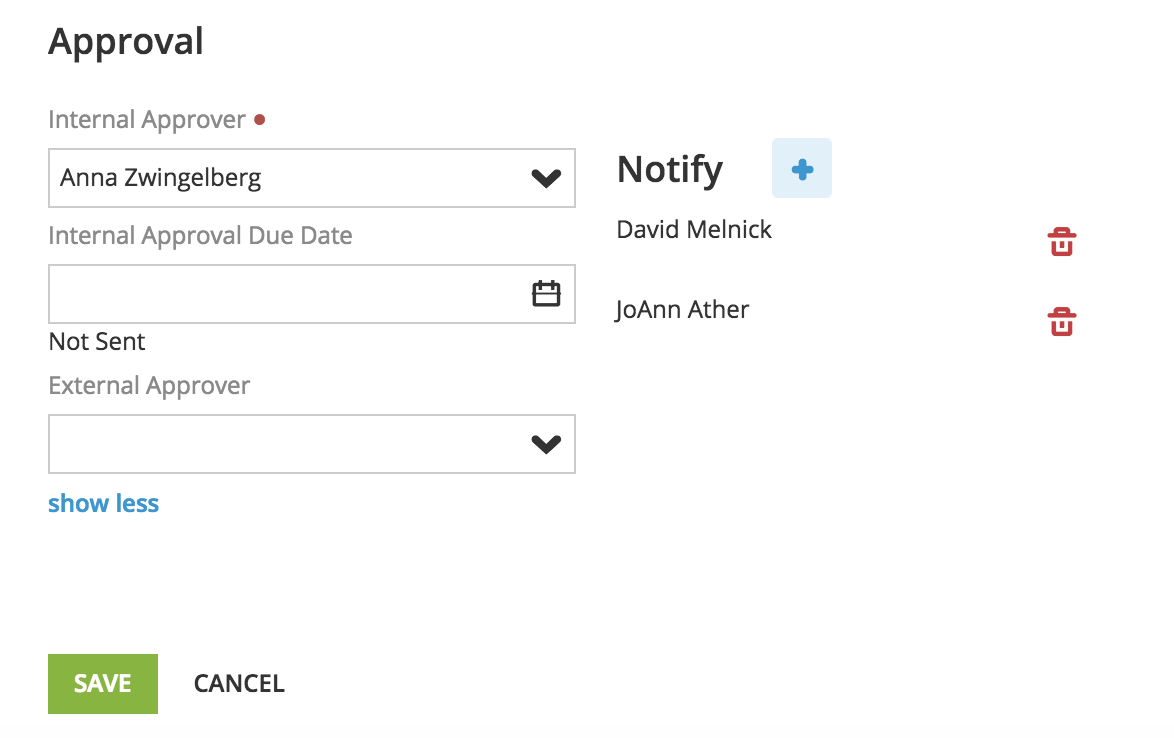 Approval
Internal Approver
Anna Zwingelberg
Internal Approval Due Date
Not Sent
External Approver
show less
Notify
David Melnick
JoAnn Ather
SAVE
CANCEL